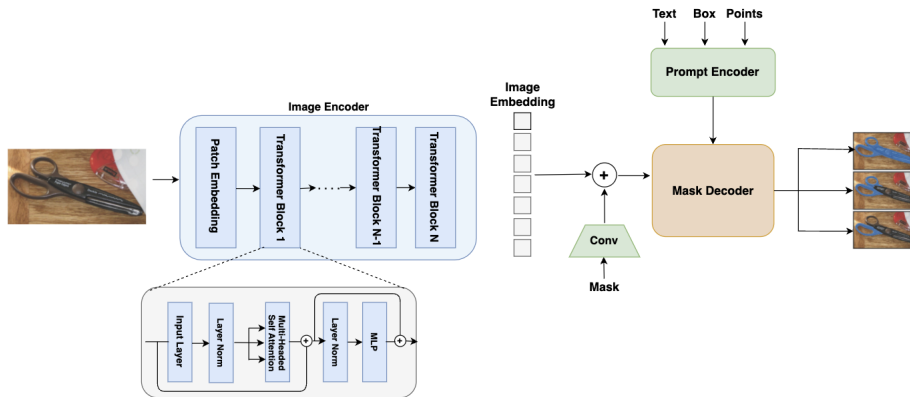 Text Box Points
Prompt Encoder
Image
Embedding
Image Encoder
Patch Embedding
Transformer Block 1
Transformer Block N-1
Transformer Block N
Mask Decoder
Conv
Mask
Input Layer
Layer Norm
Multi-Headed
Self Attention
Layer Norm
MLP